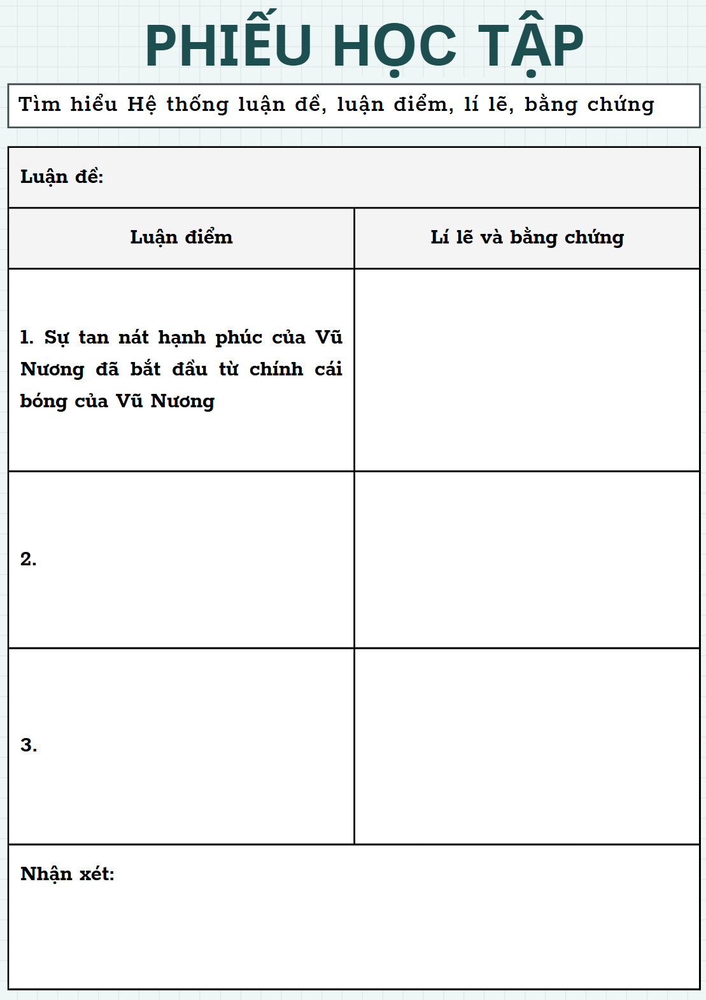 PHIẾU HỌC TẬP
Tìm hiểu Hệ thống luận đề, luận điểm, lí lẽ, bằng chứng
Luận đề:
Luận điểm
Lí lẽ và bằng chứng
1. Sự tan nát hạnh phúc của Vũ
Nương đã bắt đầu từ chính cái
bóng của Vũ Nương
2.
3.
Nhận xét: